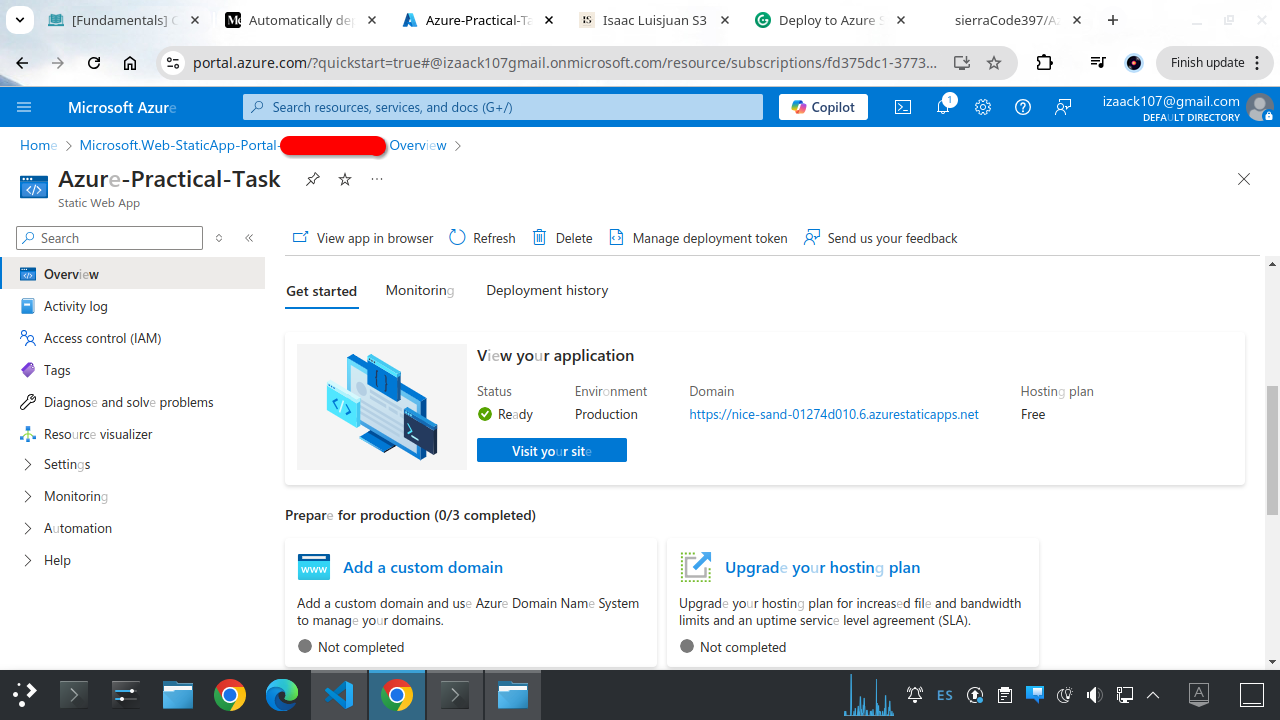 [Fundamentals] C
Automatically dep
Azure-Practical-Ta
Isaac Luisjuan S3
Deploy to Azure S
sierraCode397/Az
portal.azure.com/?quickstart=true#@izaack107gmail.onmicrosoft.com/resource/subscriptions/fd375dc1-3773...
Finish update
Microsoft Azure
Search resources, services, and docs (G+/)
Copilot
1
izaack107@gmail.com
DEFAULT DIRECTORY
Home
Microsoft.Web-StaticApp-Portal-
Overview
Azure-Practical-Task
Static Web App
Search
View app in browser
Refresh
Delete
Manage deployment token
Send us your feedback
Overview
Activity log
Access control (IAM)
Tags
Diagnose and solve problems
Resource visualizer
Settings
Monitoring
Automation
Help
Get started
Monitoring
Deployment history
View your application
Status
Environment
Domain
Hosting plan
Ready
Production
https://nice-sand-01274d010.6.azurestaticapps.net
Free
Visit your site
Prepare for production (0/3 completed)
www
Add a custom domain
Add a custom domain and use Azure Domain Name System
to manage your domains.
Not completed
Upgrade your hosting plan
Upgrade your hosting plan for increased file and bandwidth
limits and an uptime service level agreement (SLA).
Not completed
ES
A